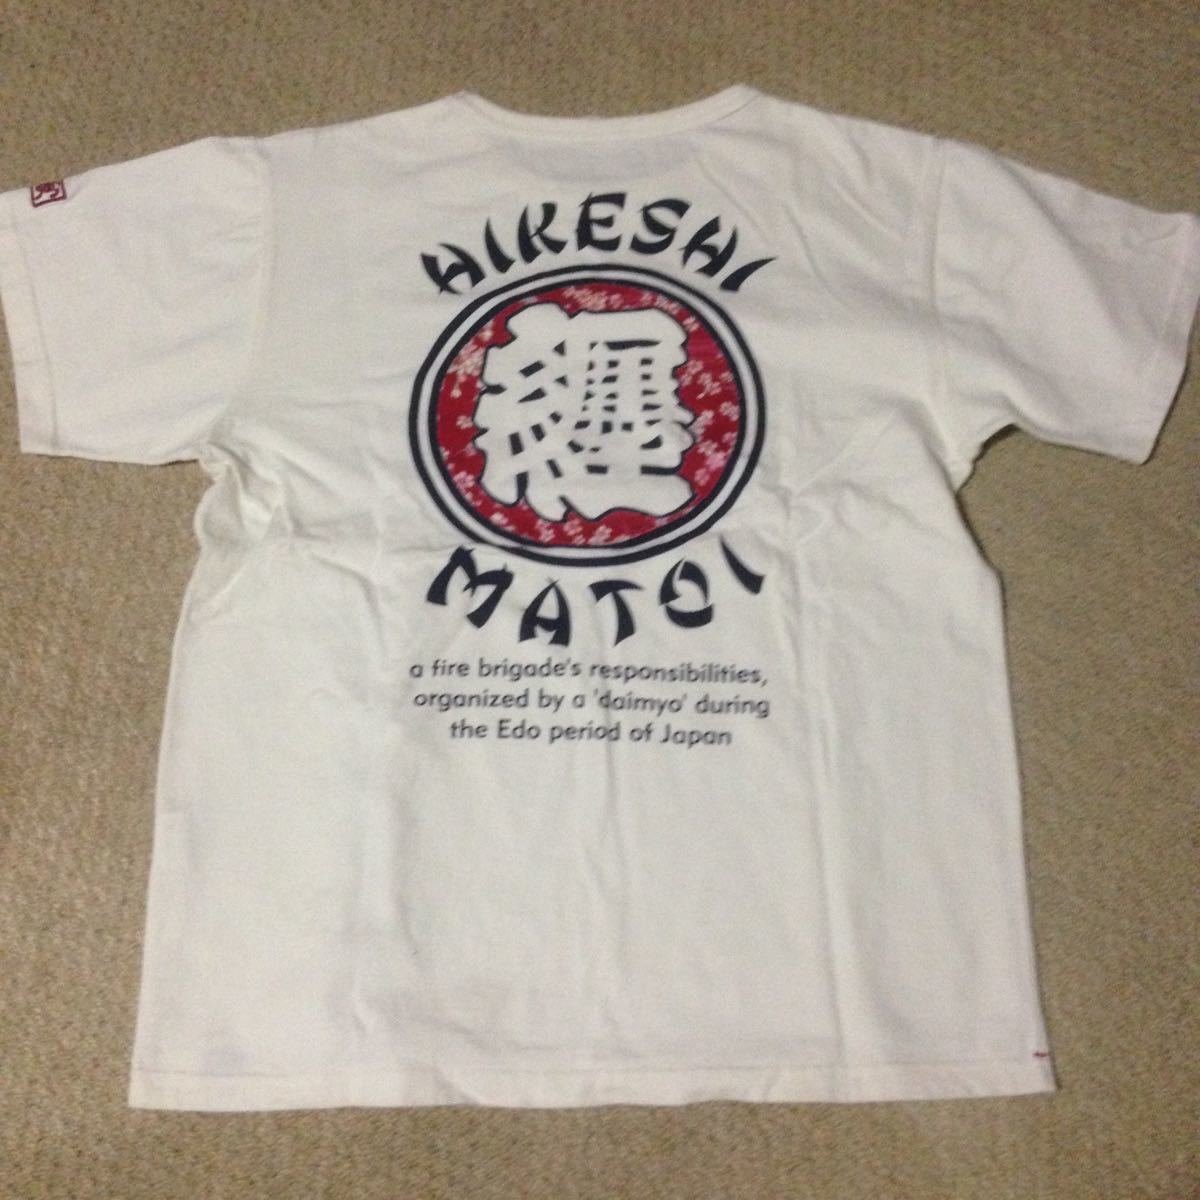 HIKESHI
纏
MATOI
a fire brigade's responsibilities,
organized by a 'daimyo' during
the Edo period of Japan